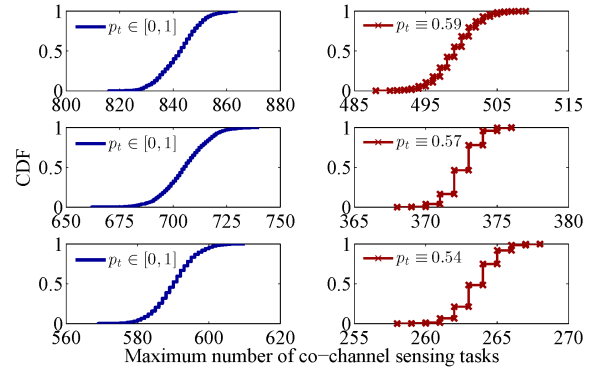 1
0.5
0
p_t ∈ [0, 1]
800 820 840 860 880
1
0.5
0
p_t ≡ 0.59
485 495 505 515
CDF
1
0.5
0
p_t ∈ [0, 1]
650 675 700 725 750
1
0.5
0
p_t ≡ 0.57
365 370 375 380
1
0.5
0
p_t ∈ [0, 1]
560 580 600 620
1
0.5
0
p_t ≡ 0.54
255 260 265 270
Maximum number of co−channel sensing tasks